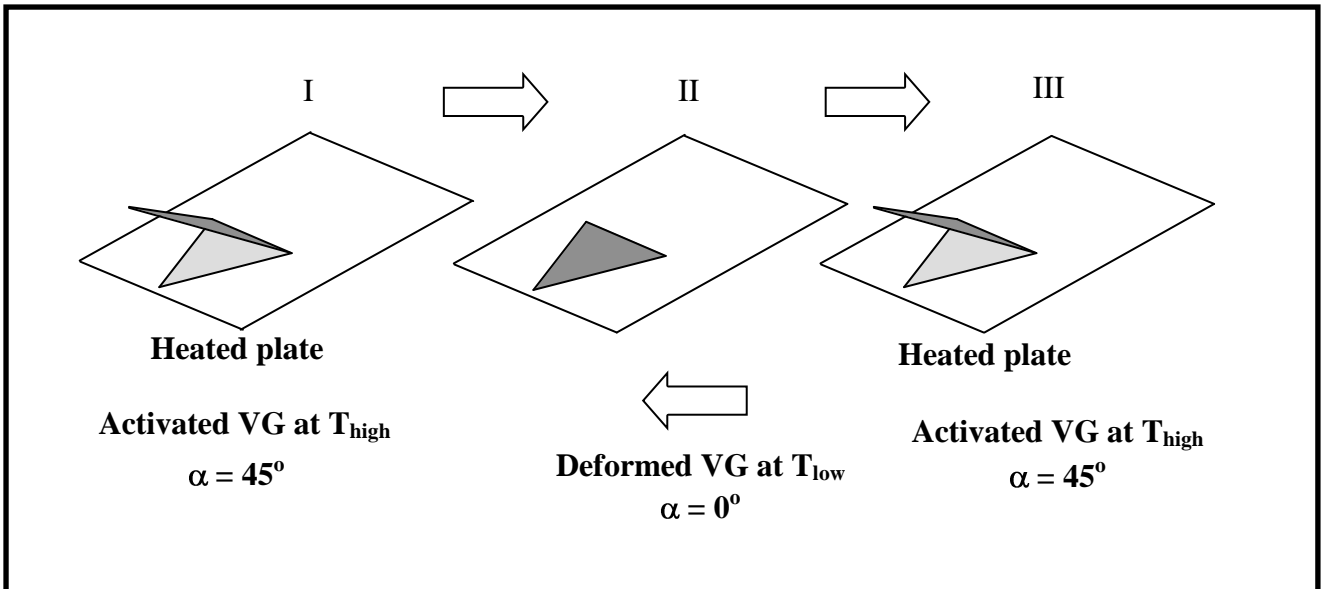 I
II
III
Heated plate
Heated plate
Activated VG at Thigh
α = 45º
Deformed VG at Tlow
α = 0º
Activated VG at Thigh
α = 45º